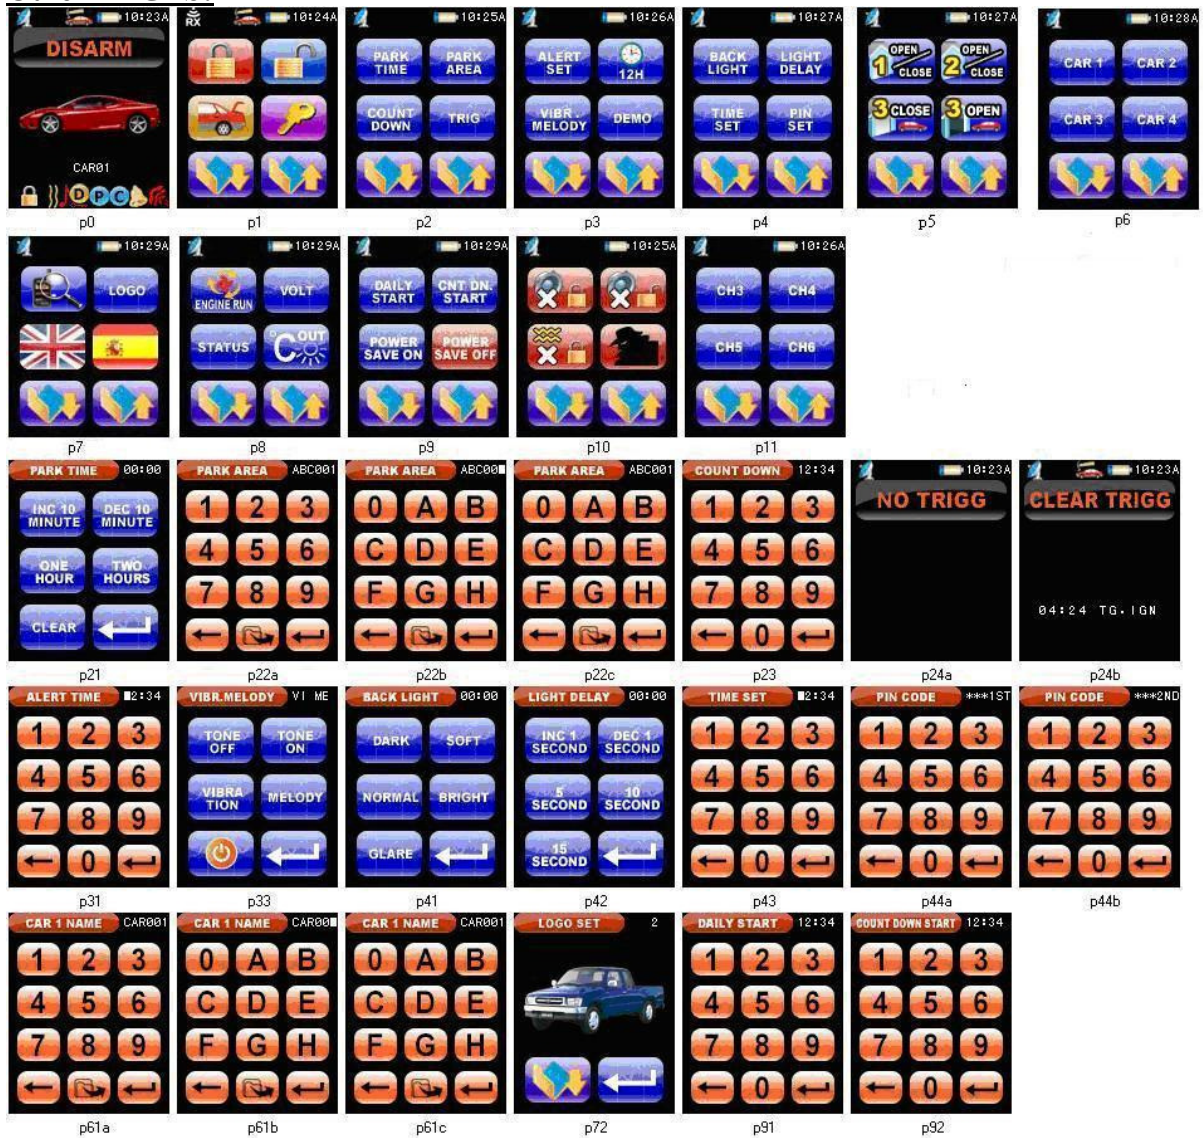 10:23A
RX 10:24A
10:25A
10:26A
10:27A
10:27A
10:28A
DISARM
CAR01
D P C
PARK TIME PARK AREA
COUNT DOWN TRIG
ALERT SET 12H
VIBR. MELODY DEMO
BACK LIGHT LIGHT DELAY
TIME SET PIN SET
OPEN 1 CLOSE OPEN 2 CLOSE
3 CLOSE 3 OPEN
CAR 1 CAR 2
CAR 3 CAR 4
p0 p1 p2 p3 p4 p5 p6
10:29A 10:29A 10:29A 10:25A 10:26A
LOGO
ENGINE RUN VOLT
STATUS °C OUT
DAILY START CNT DN. START
POWER SAVE ON POWER SAVE OFF
CH3 CH4
CH5 CH6
p7 p8 p9 p10 p11
PARK TIME 00:00
INC 10 MINUTE DEC 10 MINUTE
ONE HOUR TWO HOURS
CLEAR
PARK AREA ABC001
1 2 3
4 5 6
7 8 9
PARK AREA ABC00
0 A B
C D E
F G H
PARK AREA ABC001
0 A B
C D E
F G H
COUNT DOWN 12:34
1 2 3
4 5 6
7 8 9
0
10:23A
NO TRIGG
10:23A
CLEAR TRIGG
04:24 TG.IGN
p21 p22a p22b p22c p23 p24a p24b
ALERT TIME 2:34
1 2 3
4 5 6
7 8 9
0
VIBR.MELODY VI ME
TONE OFF TONE ON
VIBRA TION MELODY
BACK LIGHT 00:00
DARK SOFT
NORMAL BRIGHT
GLARE
LIGHT DELAY 00:00
INC 1 SECOND DEC 1 SECOND
5 SECOND 10 SECOND
15 SECOND
TIME SET 2:34
1 2 3
4 5 6
7 8 9
0
PIN CODE ***1ST
1 2 3
4 5 6
7 8 9
0
PIN CODE ***2ND
1 2 3
4 5 6
7 8 9
0
p31 p33 p41 p42 p43 p44a p44b
CAR 1 NAME CAR001
1 2 3
4 5 6
7 8 9
CAR 1 NAME CAR00
0 A B
C D E
F G H
CAR 1 NAME CAR001
0 A B
C D E
F G H
LOGO SET 2
DAILY START 12:34
1 2 3
4 5 6
7 8 9
0
COUNT DOWN START 12:34
1 2 3
4 5 6
7 8 9
0
p61a p61b p61c p72 p91 p92